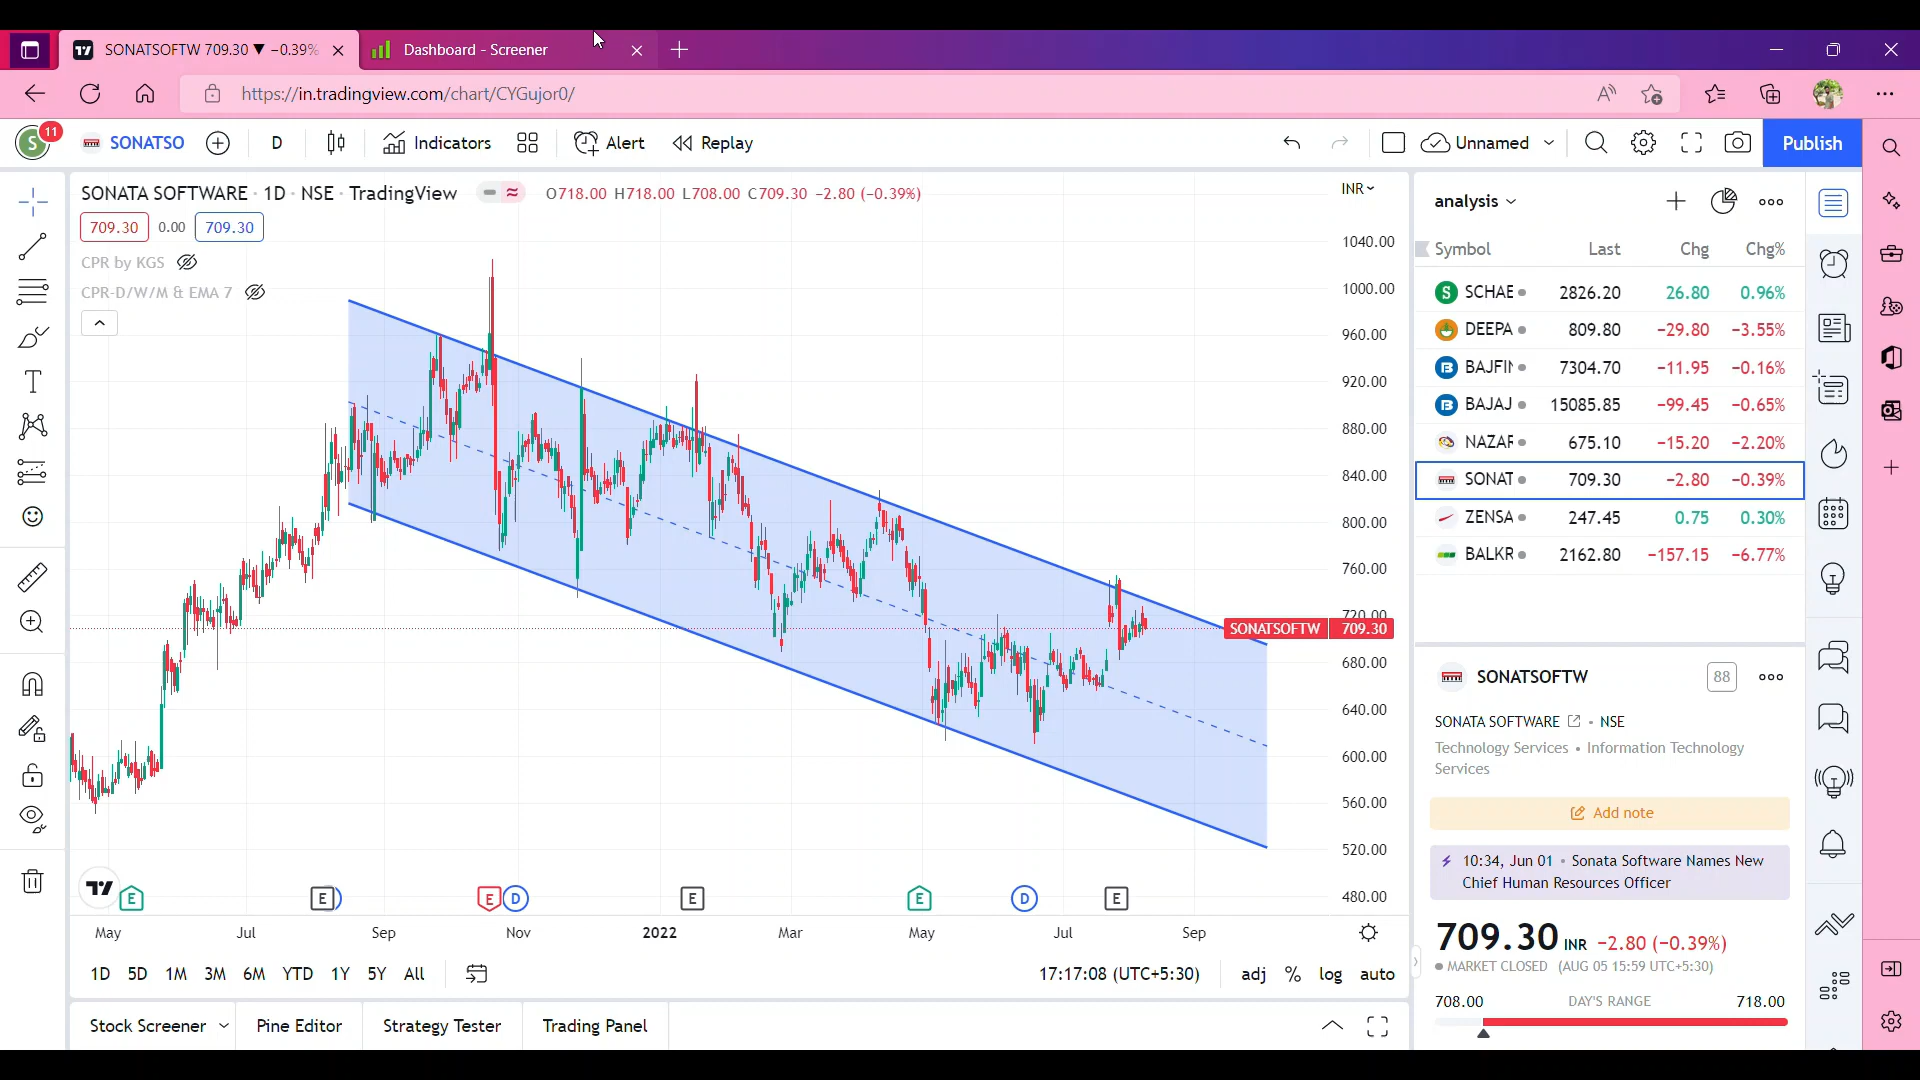 SONATSOFTW 709.30 ▼ −0.39%
Dashboard - Screener
https://in.tradingview.com/chart/CYGujor0/
S 11 SONATSO D Indicators Alert Replay Unnamed Publish
SONATA SOFTWARE · 1D · NSE · TradingView O718.00 H718.00 L708.00 C709.30 −2.80 (−0.39%)
709.30 0.00 709.30
CPR by KGS
CPR-D/W/M & EMA 7
INR
1040.00
1000.00
960.00
920.00
880.00
840.00
800.00
760.00
720.00
SONATSOFTW 709.30
680.00
640.00
600.00
560.00
520.00
480.00
E E E D E E D E
May Jul Sep Nov 2022 Mar May Jul Sep
1D 5D 1M 3M 6M YTD 1Y 5Y All 17:17:08 (UTC+5:30) adj % log auto
Stock Screener Pine Editor Strategy Tester Trading Panel
analysis
Symbol Last Chg Chg%
SCHAE 2826.20 26.80 0.96%
DEEPA 809.80 −29.80 −3.55%
BAJFIN 7304.70 −11.95 −0.16%
BAJAJ 15085.85 −99.45 −0.65%
NAZAR 675.10 −15.20 −2.20%
SONAT 709.30 −2.80 −0.39%
ZENSA 247.45 0.75 0.30%
BALKR 2162.80 −157.15 −6.77%
SONATSOFTW 88
SONATA SOFTWARE • NSE
Technology Services • Information Technology
Services
Add note
10:34, Jun 01 • Sonata Software Names New
Chief Human Resources Officer
709.30 INR −2.80 (−0.39%)
MARKET CLOSED (AUG 05 15:59 UTC+5:30)
708.00 DAY'S RANGE 718.00